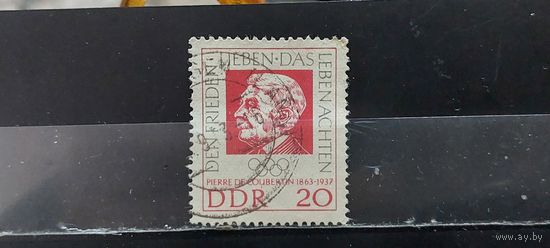 DEN FRIEDEN
LIEBEN · DAS
LEBEN ACHTEN
PIERRE DE COUBERTIN 1863-1937
DDR 20
www.ay.by